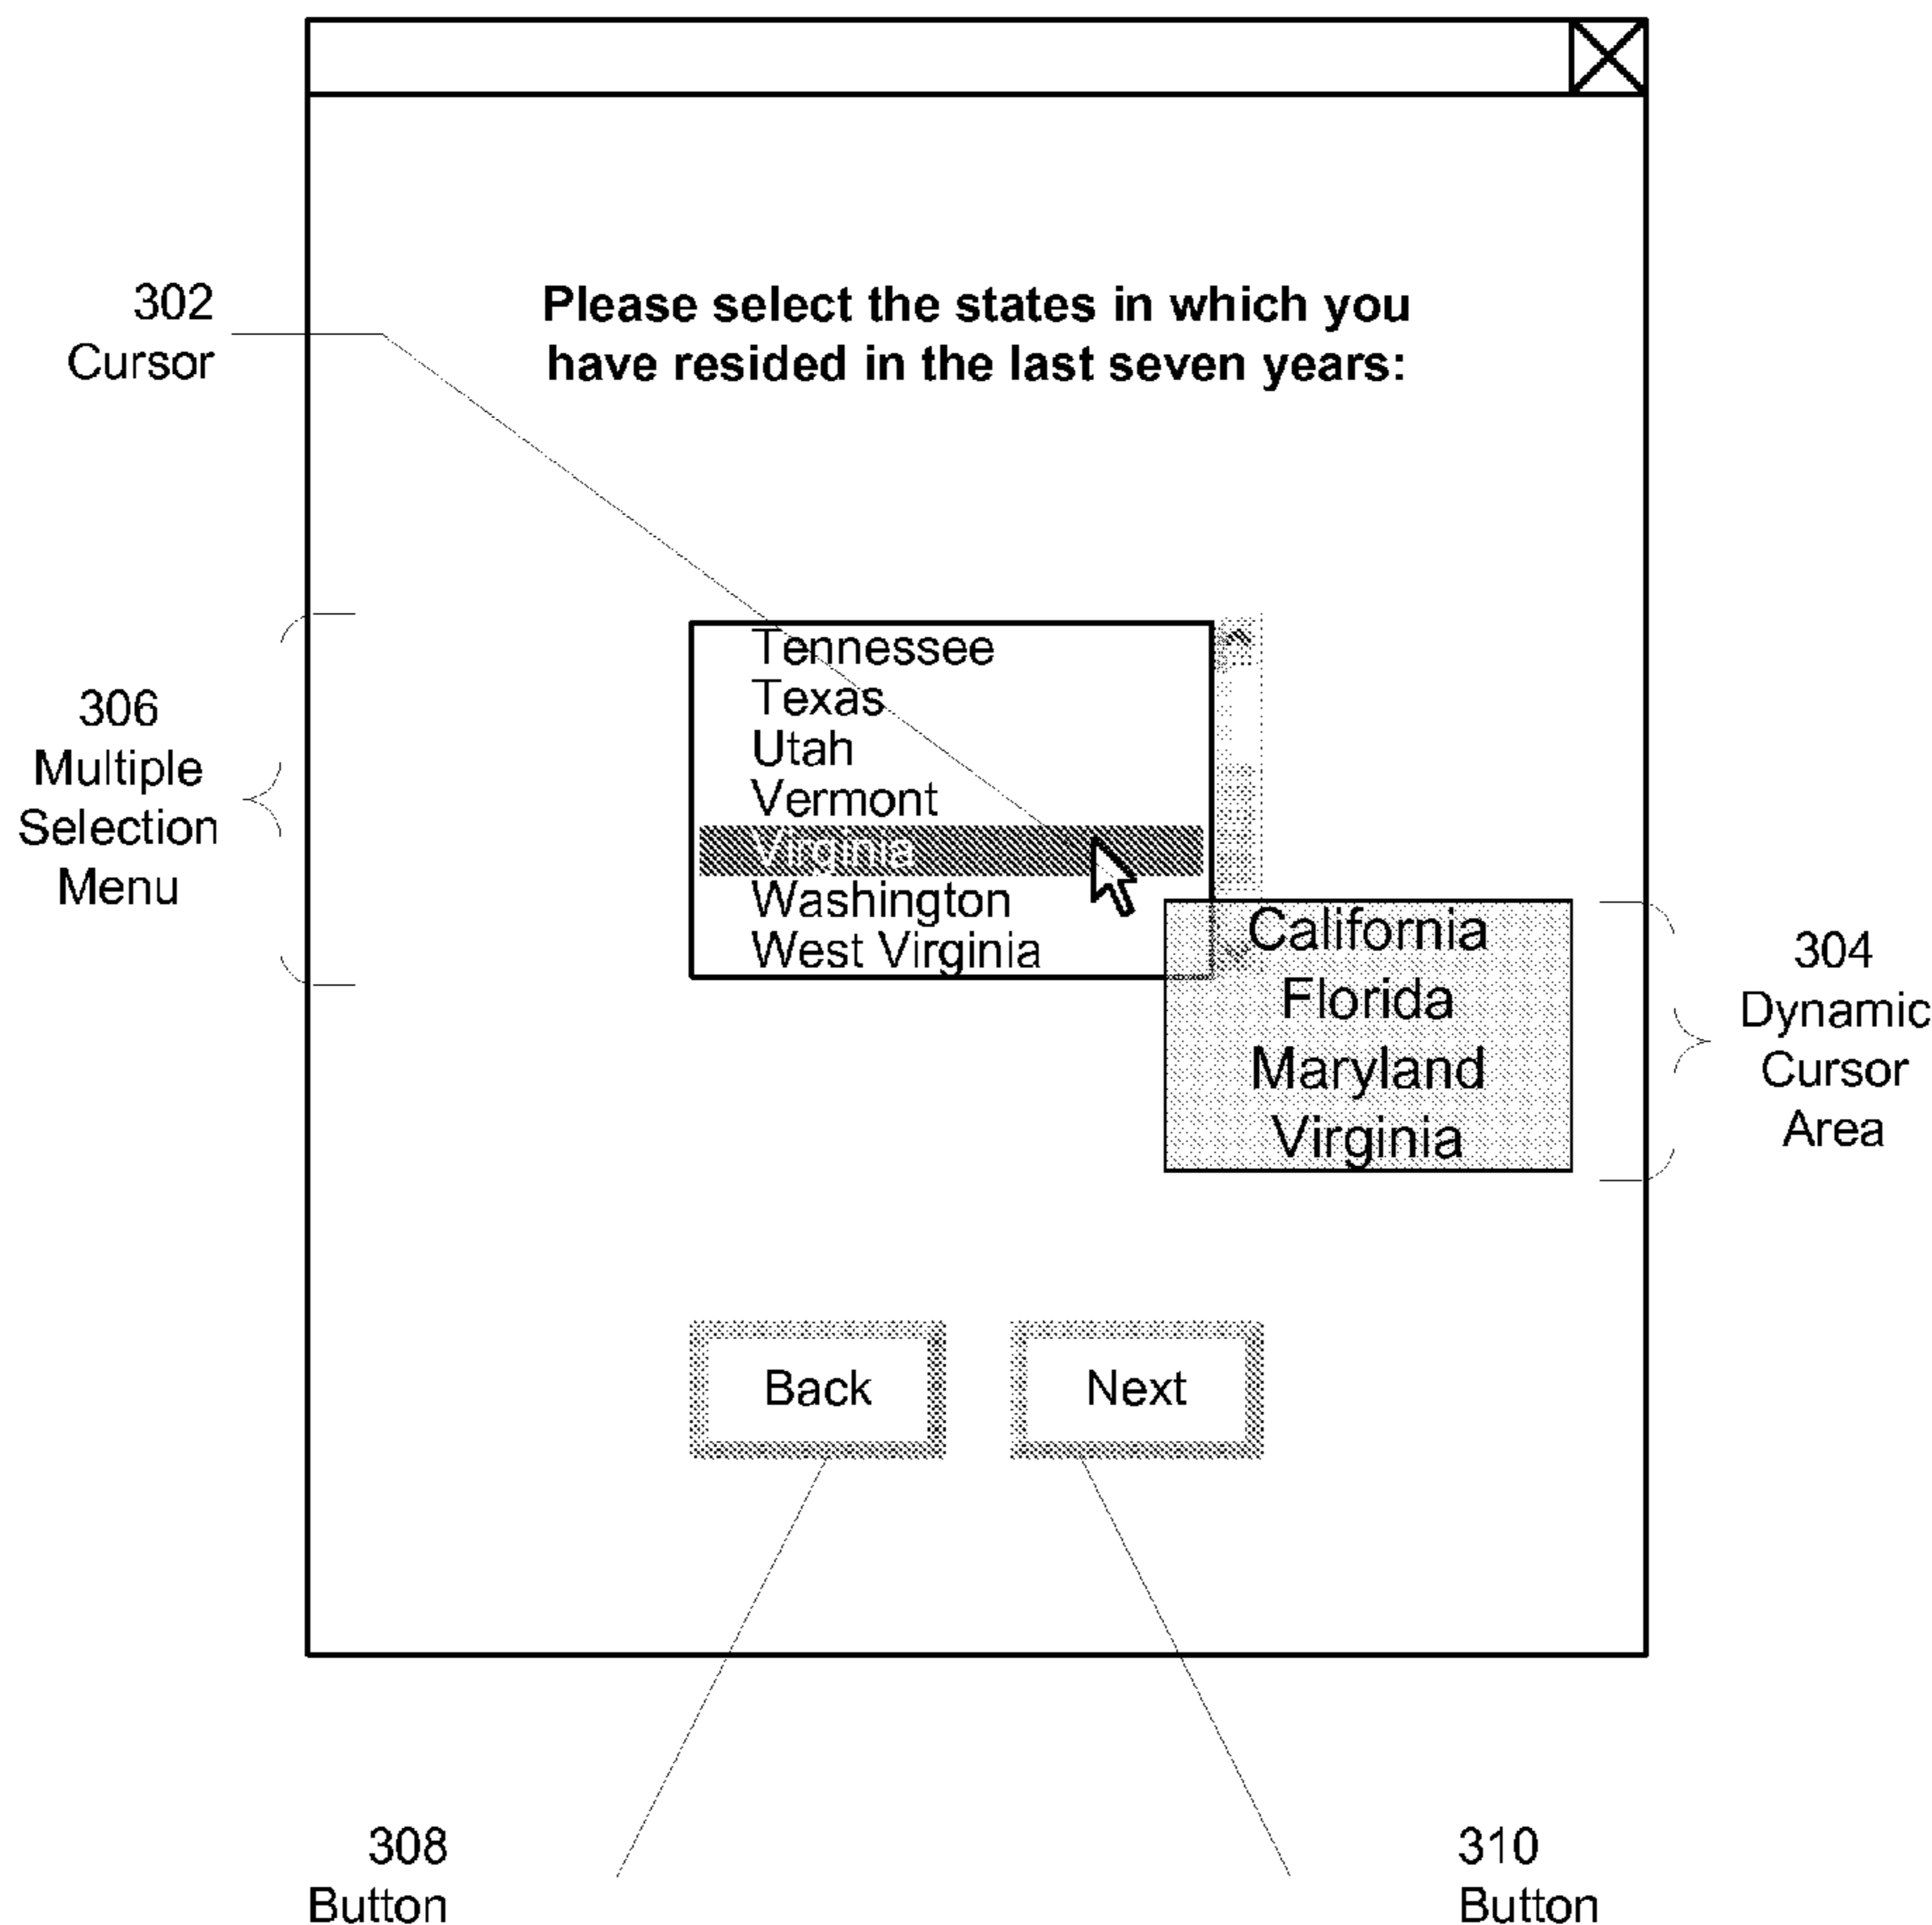 302
Cursor
Please select the states in which you
have resided in the last seven years:
306
Multiple
Selection
Menu
Tennessee
Texas
Utah
Vermont
Virginia
Washington
West Virginia
California
Florida
Maryland
Virginia
304
Dynamic
Cursor
Area
Back
Next
308
Button
310
Button